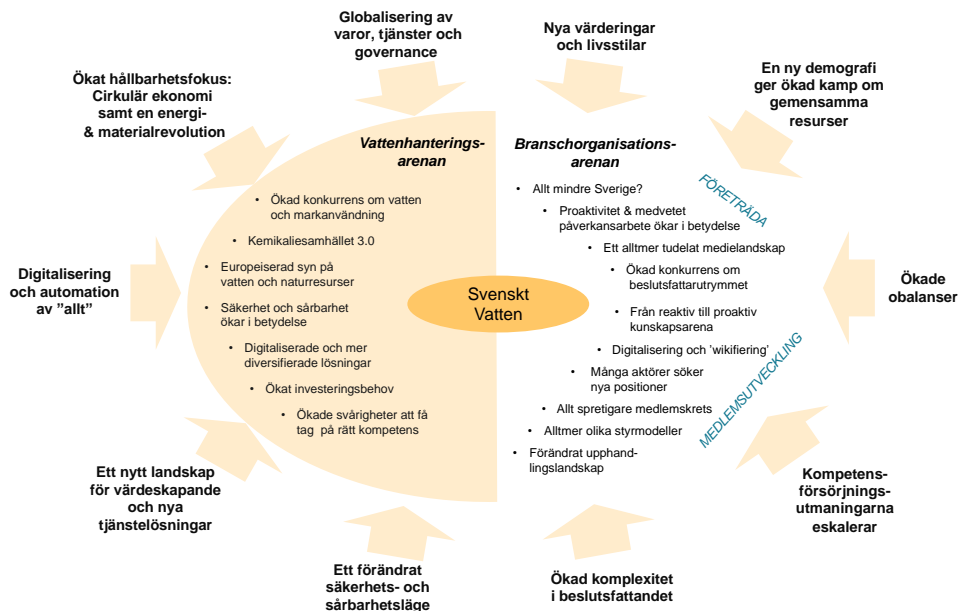 Globalisering av
varor, tjänster och
governance
Nya värderingar
och livsstilar
En ny demografi
ger ökad kamp om
gemensamma
resurser
Ökat hållbarhetsfokus:
Cirkulär ekonomi
samt en energi-
& materialrevolution
Vattenhanterings-
arenan
Branschorganisations-
arenan
• Ökad konkurrens om vatten
och markanvändning
• Kemikaliesamhället 3.0
• Europeiserad syn på
vatten och naturresurser
• Säkerhet och sårbarhet
ökar i betydelse
• Digitaliserade och mer
diversifierade lösningar
• Ökat investeringsbehov
• Ökade svårigheter att få
tag på rätt kompetens
• Allt mindre Sverige?
• Proaktivitet & medvetet
påverkansarbete ökar i betydelse
• Ett alltmer tudelat medielandskap
• Ökad konkurrens om
beslutsfattarutrymmet
• Från reaktiv till proaktiv
kunskapsarena
• Digitalisering och 'wikifiering'
• Många aktörer söker
nya positioner
• Allt spretigare medlemskrets
• Alltmer olika styrmodeller
• Förändrat upphand-
lingslandskap
FÖRETRÄDA
MEDLEMSUTVECKLING
Svenskt
Vatten
Digitalisering
och automation
av ”allt”
Ökade
obalanser
Ett nytt landskap
för värdeskapande
och nya
tjänstelösningar
Kompetens-
försörjnings-
utmaningarna
eskalerar
Ett förändrat
säkerhets- och
sårbarhetsläge
Ökad komplexitet
i beslutsfattandet